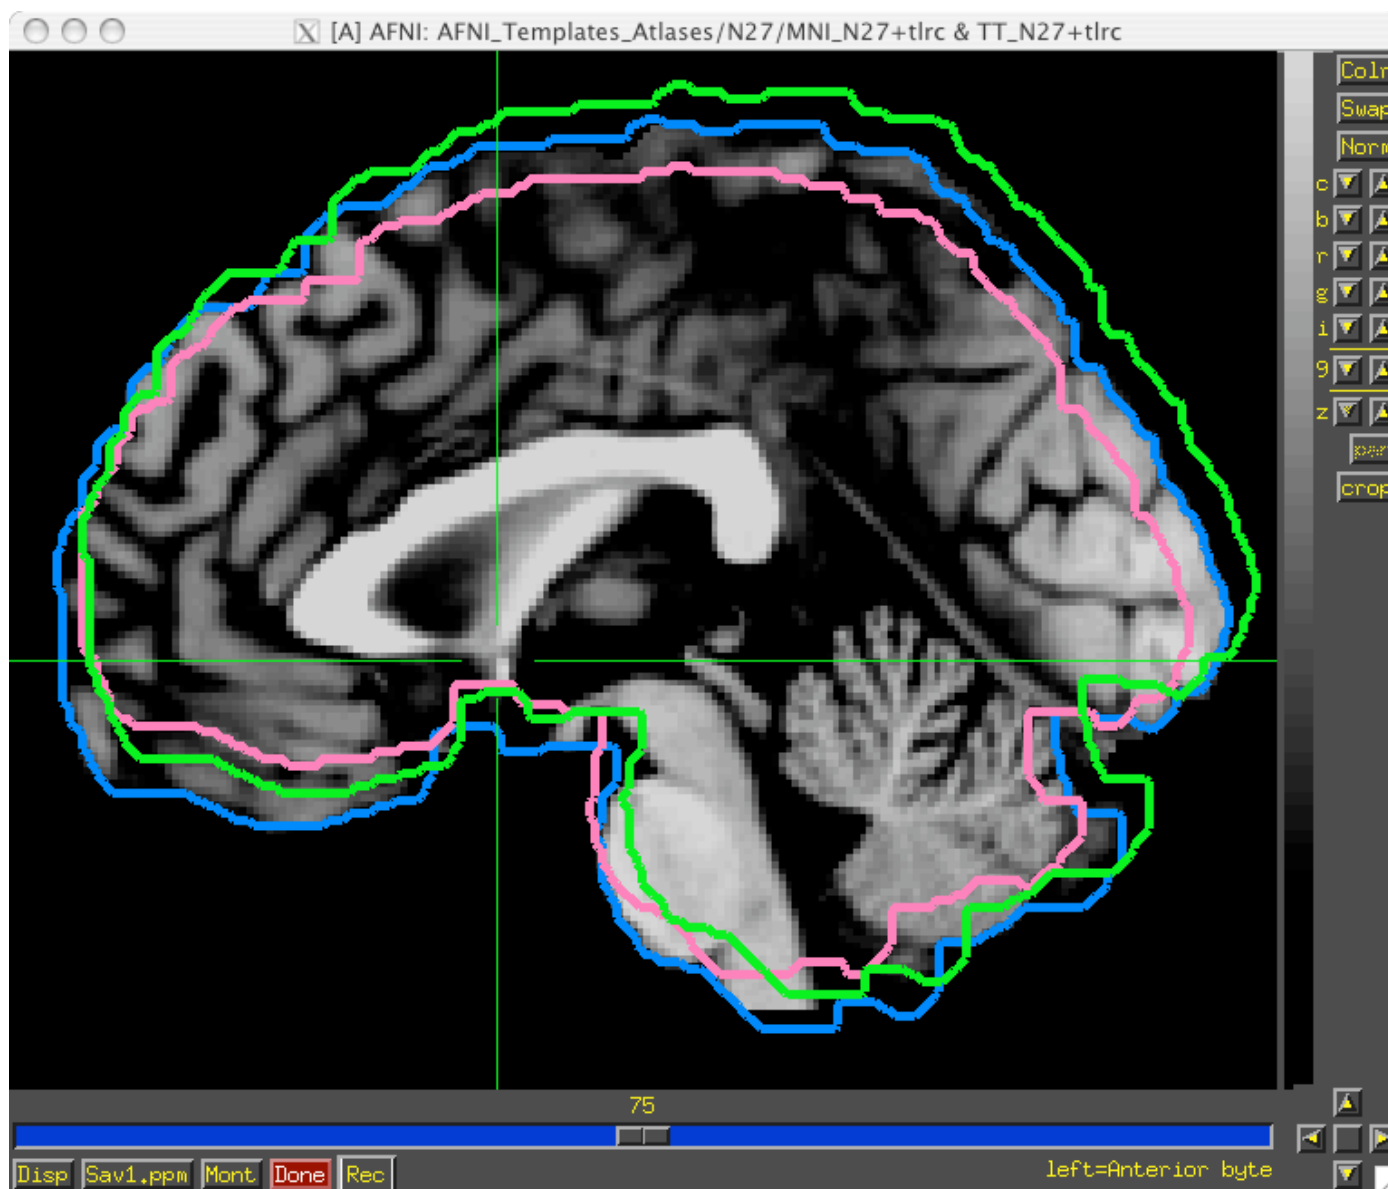 [A] AFNI: AFNI_Templates_Atlases/N27/MNI_N27+tlrc & TT_N27+tlrc
Colr
Swap
Norm
c
b
r
g
i
9
z
pan
crop
75
Disp Sav1.ppm Mont Done Rec left=Anterior byte